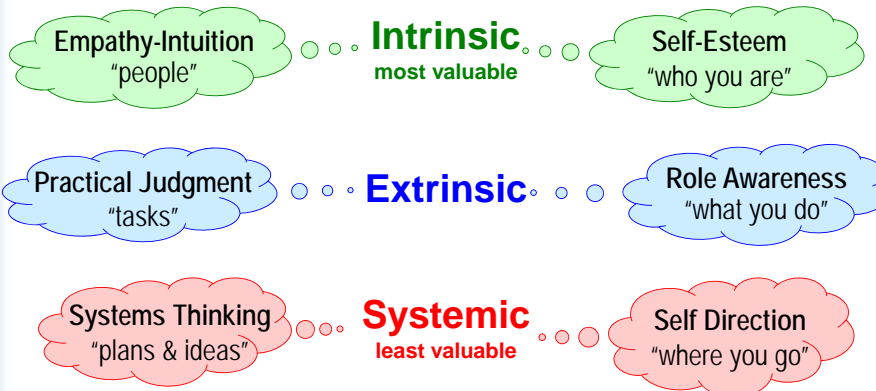 Empathy-Intuition
"people"
Intrinsic
most valuable
Self-Esteem
"who you are"
Practical Judgment
"tasks"
Extrinsic
Role Awareness
"what you do"
Systems Thinking
"plans & ideas"
Systemic
least valuable
Self Direction
"where you go"